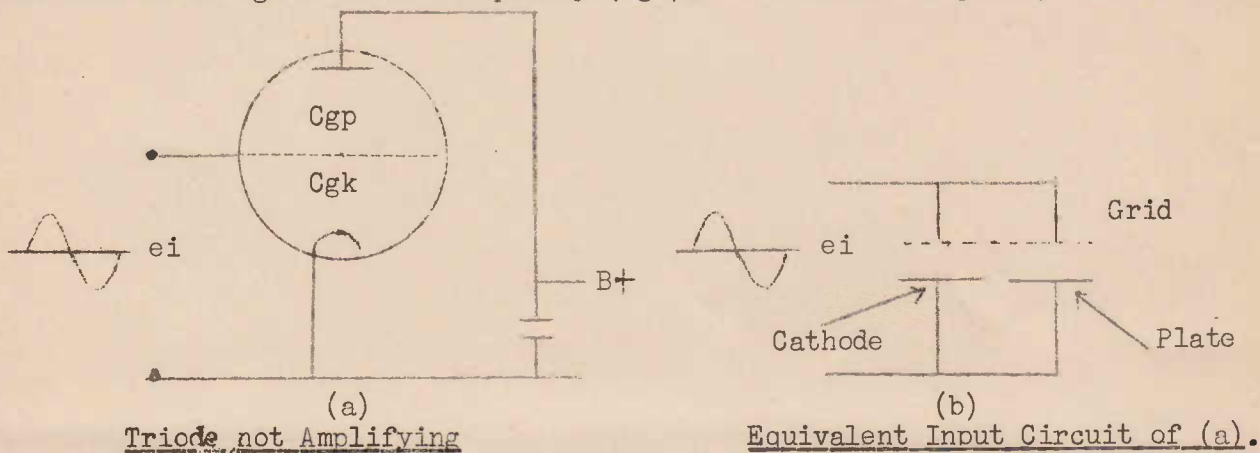 Cgp
Cgk
ei
B+
(a)
Triode not Amplifying
Grid
ei
Cathode
Plate
(b)
Equivalent Input Circuit of (a).